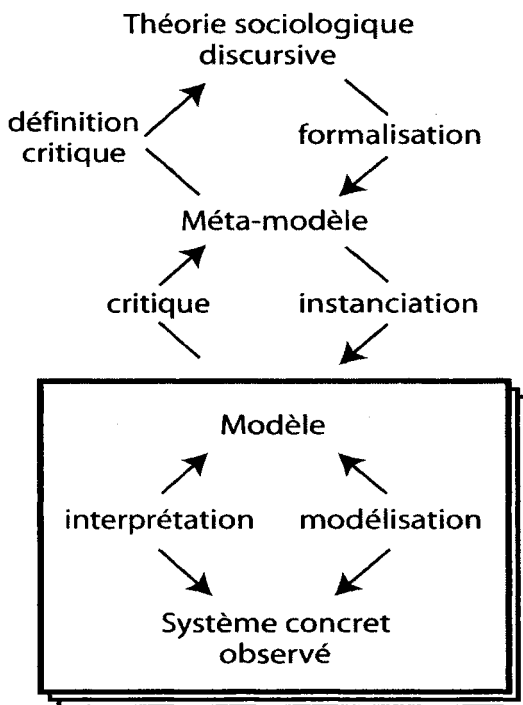 Théorie sociologique
discursive
définition
critique
formalisation
Méta-modèle
critique
instanciation
Modèle
interprétation
modélisation
Système concret
observé